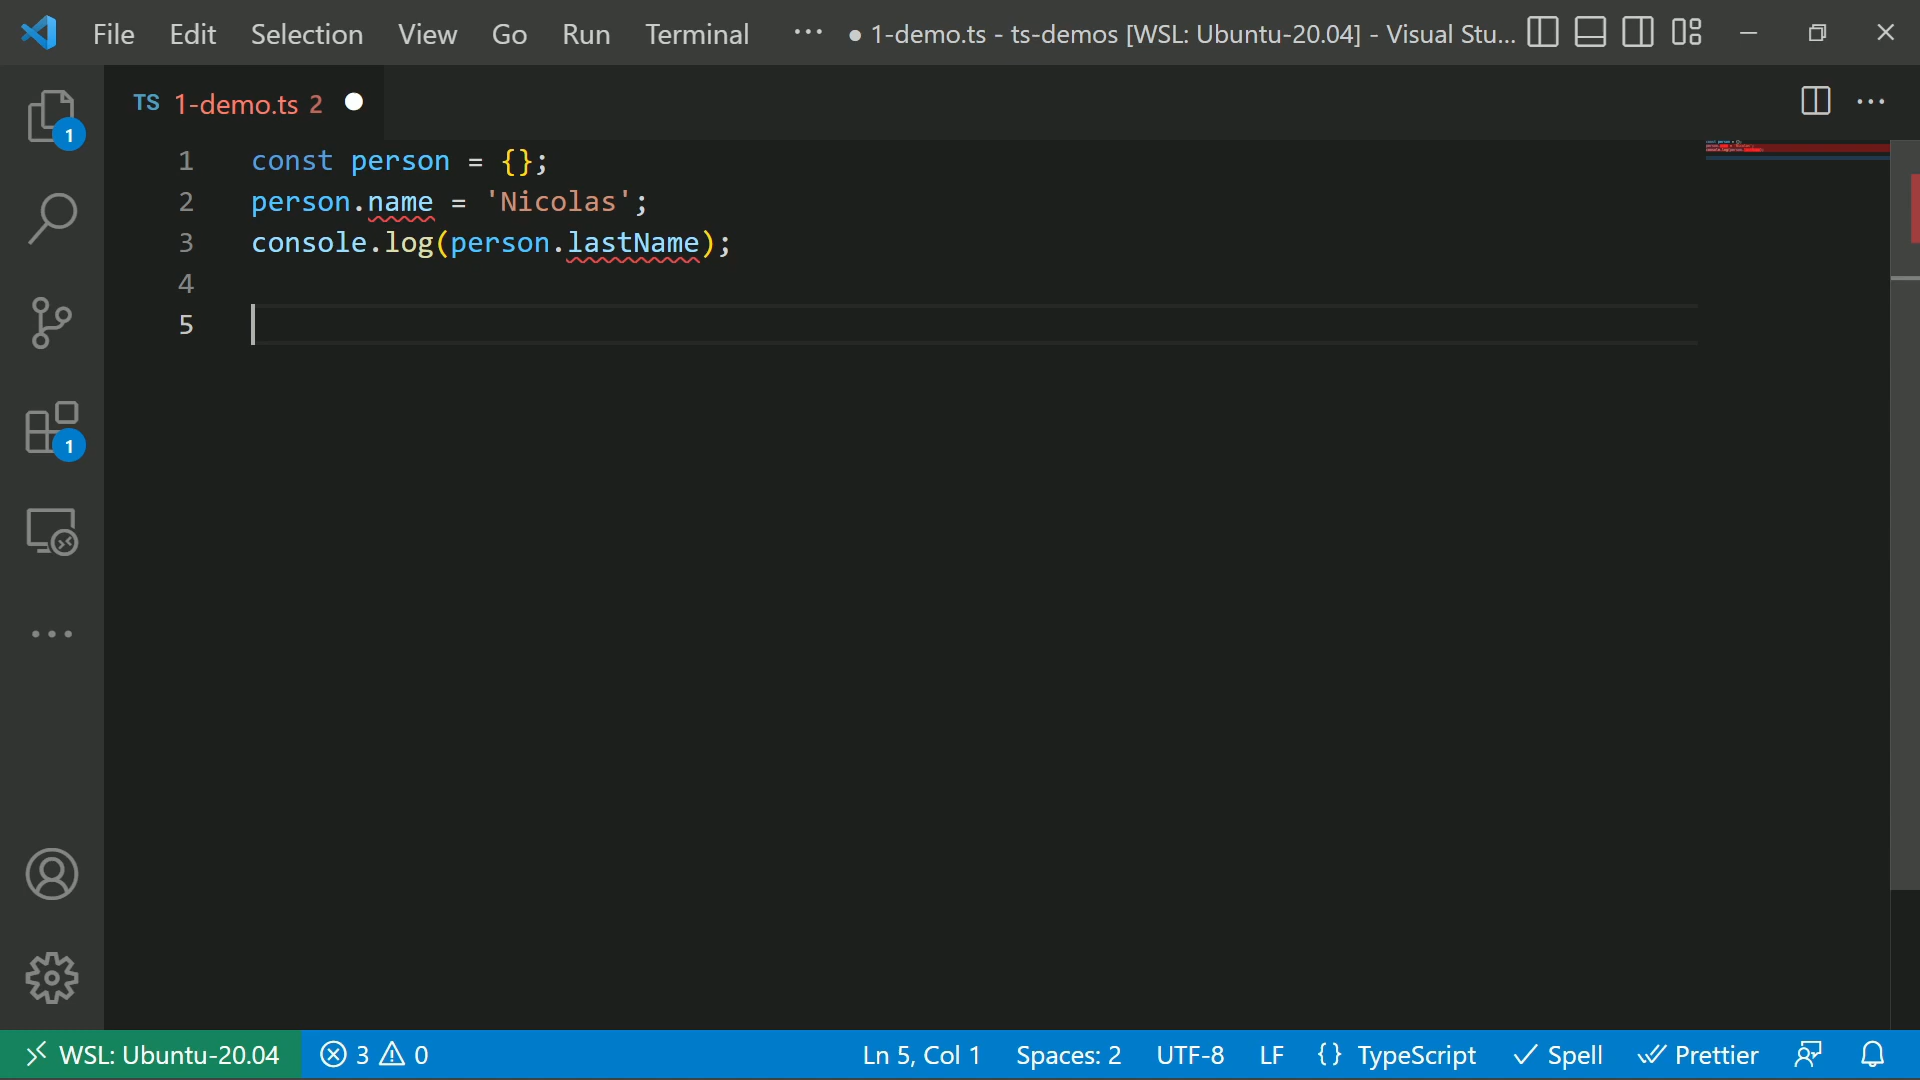 File Edit Selection View Go Run Terminal ··· ● 1-demo.ts - ts-demos [WSL: Ubuntu-20.04] - Visual Stu...
TS 1-demo.ts 2
1 const person = {};
2 person.name = 'Nicolas';
3 console.log(person.lastName);
4
5
1
1
WSL: Ubuntu-20.04 3 0 Ln 5, Col 1 Spaces: 2 UTF-8 LF {} TypeScript Spell Prettier